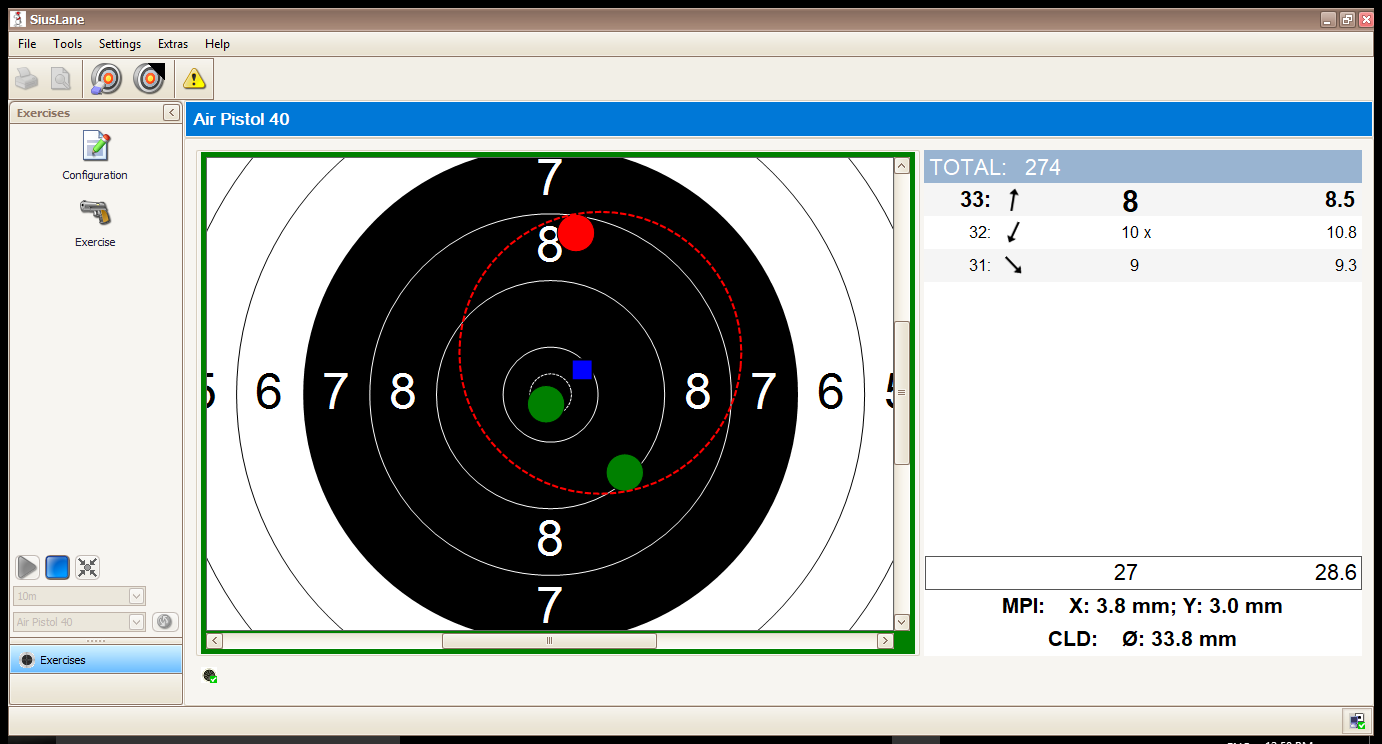 SiusLane
File Tools Settings Extras Help
Exercises
Configuration
Exercise
10m
Air Pistol 40
Exercises
Air Pistol 40
7
8
6 7 8 8 7 6
8
7
TOTAL: 274
33: 8 8.5
32: 10 x 10.8
31: 9 9.3
27 28.6
MPI: X: 3.8 mm; Y: 3.0 mm
CLD: Ø: 33.8 mm